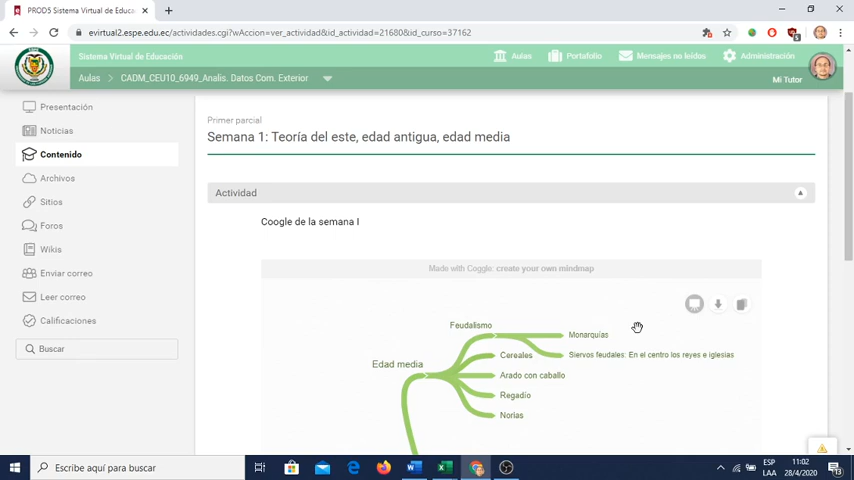 PROD5 Sistema Virtual de Educac
evirtual2.espe.edu.ec/actividades.cgi?wAccion=ver_actividad&id_actividad=21680&id_curso=37162
Sistema Virtual de Educación
Aulas
Portafolio
Mensajes no leídos
Administración
Aulas
CADM_CEU10_6949_Analis. Datos Com. Exterior
Mi Tutor
Presentación
Noticias
Contenido
Archivos
Sitios
Foros
Wikis
Enviar correo
Leer correo
Calificaciones
Buscar
Primer parcial
Semana 1: Teoría del este, edad antigua, edad media
Actividad
Coogle de la semana I
Made with Coggle: create your own mindmap
Feudalismo
Monarquías
Siervos feudales: En el centro los reyes e iglesias
Edad media
Cereales
Arado con caballo
Regadío
Norias
Escribe aquí para buscar
ESP
LAA
11:02
28/4/2020